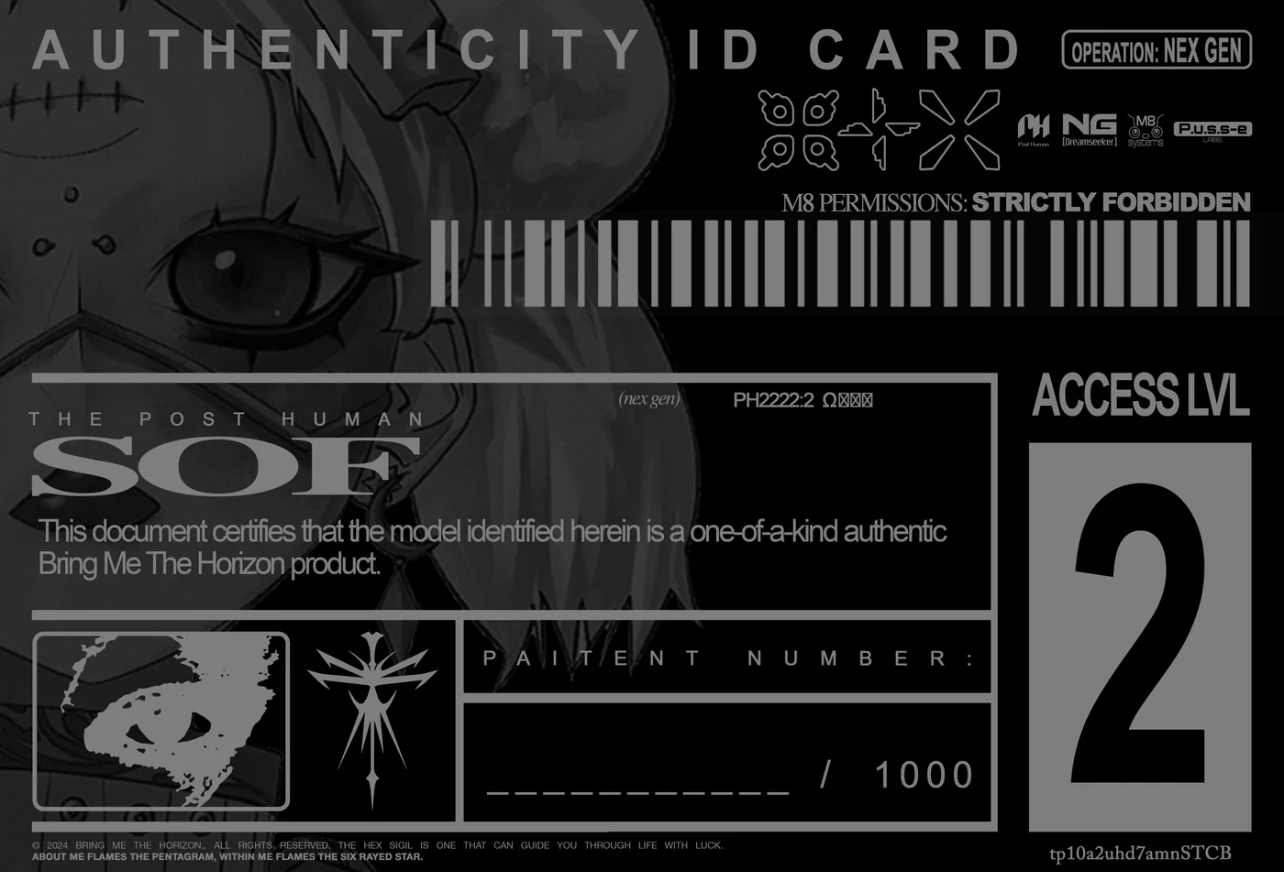 AUTHENTICITY ID CARD
OPERATION: NEX GEN
PH
Post Human
NG
[Dreamseeker]
M8
systems
P.u.s.s-e
LABS.
M8 PERMISSIONS: STRICTLY FORBIDDEN
(nex gen)
PH2222:2 Ω
THE POST HUMAN
SOF
This document certifies that the model identified herein is a one-of-a-kind authentic
Bring Me The Horizon product.
ACCESS LVL
2
PAITENT NUMBER:
___________ / 1000
© 2024 BRING ME THE HORIZON,. ALL RIGHTS RESERVED. THE HEX SIGIL IS ONE THAT CAN GUIDE YOU THROUGH LIFE WITH LUCK.
ABOUT ME FLAMES THE PENTAGRAM, WITHIN ME FLAMES THE SIX RAYED STAR.
tp10a2uhd7amnSTCB